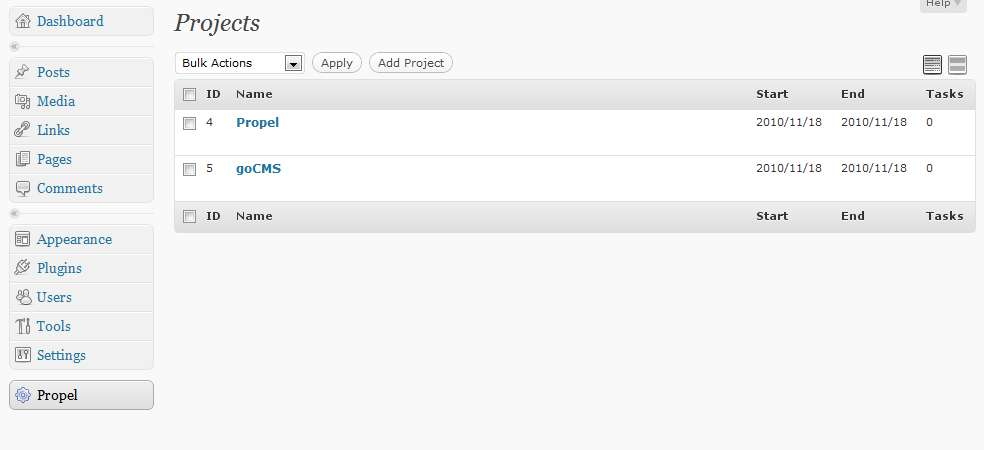 Help
Dashboard
Posts
Media
Links
Pages
Comments
Appearance
Plugins
Users
Tools
Settings
Propel
Projects
Bulk Actions Apply Add Project
ID Name Start End Tasks
4 Propel 2010/11/18 2010/11/18 0
5 goCMS 2010/11/18 2010/11/18 0
ID Name Start End Tasks